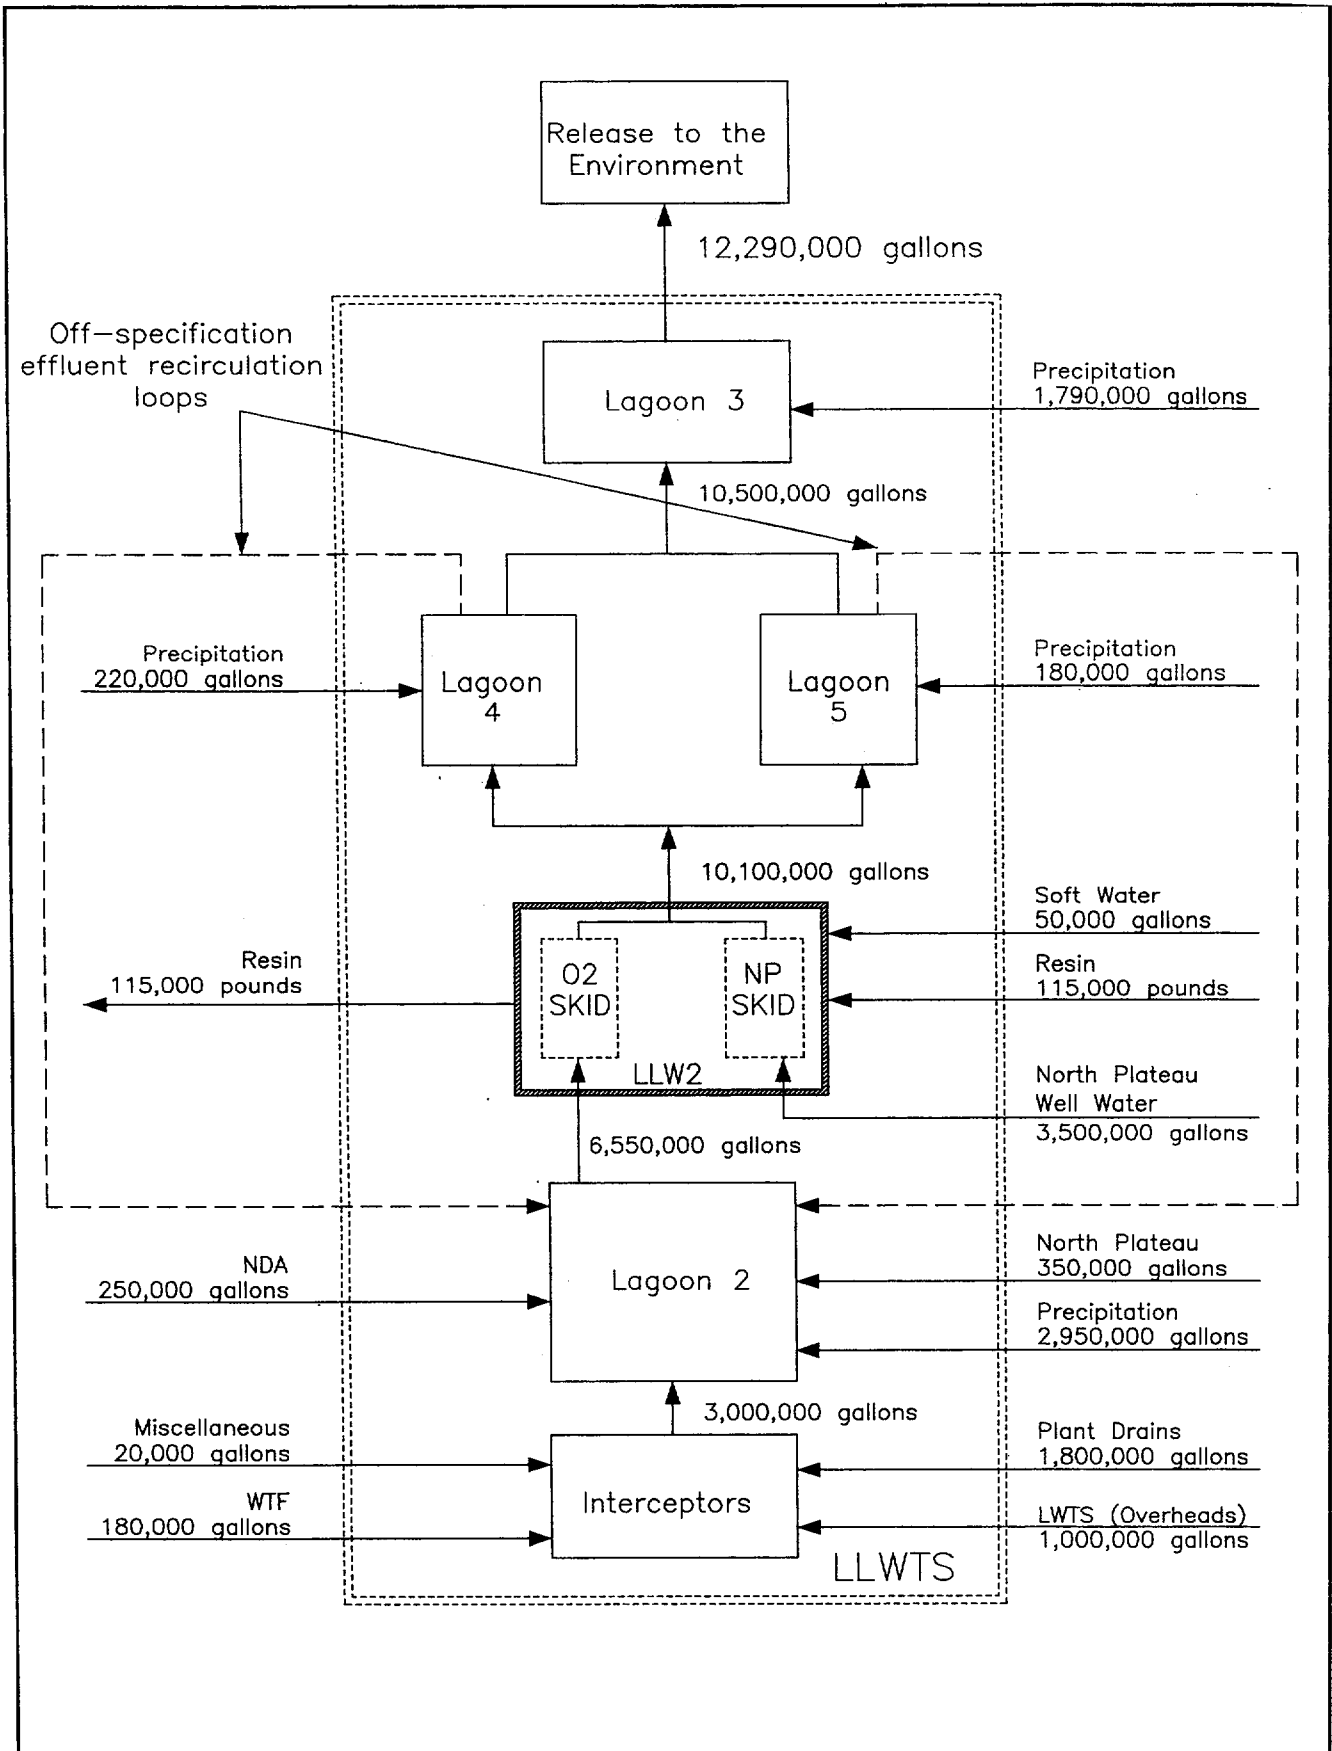 Release to the
Environment
12,290,000 gallons
Off-specification
effluent recirculation
loops
Precipitation
1,790,000 gallons
Lagoon 3
10,500,000 gallons
Precipitation
220,000 gallons
Lagoon
4
Lagoon
5
Precipitation
180,000 gallons
10,100,000 gallons
Soft Water
50,000 gallons
Resin
115,000 pounds
O2
SKID
NP
SKID
LLW2
Resin
115,000 pounds
North Plateau
Well Water
3,500,000 gallons
6,550,000 gallons
NDA
250,000 gallons
Lagoon 2
North Plateau
350,000 gallons
Precipitation
2,950,000 gallons
3,000,000 gallons
Miscellaneous
20,000 gallons
WTF
180,000 gallons
Interceptors
Plant Drains
1,800,000 gallons
LWTS (Overheads)
1,000,000 gallons
LLWTS